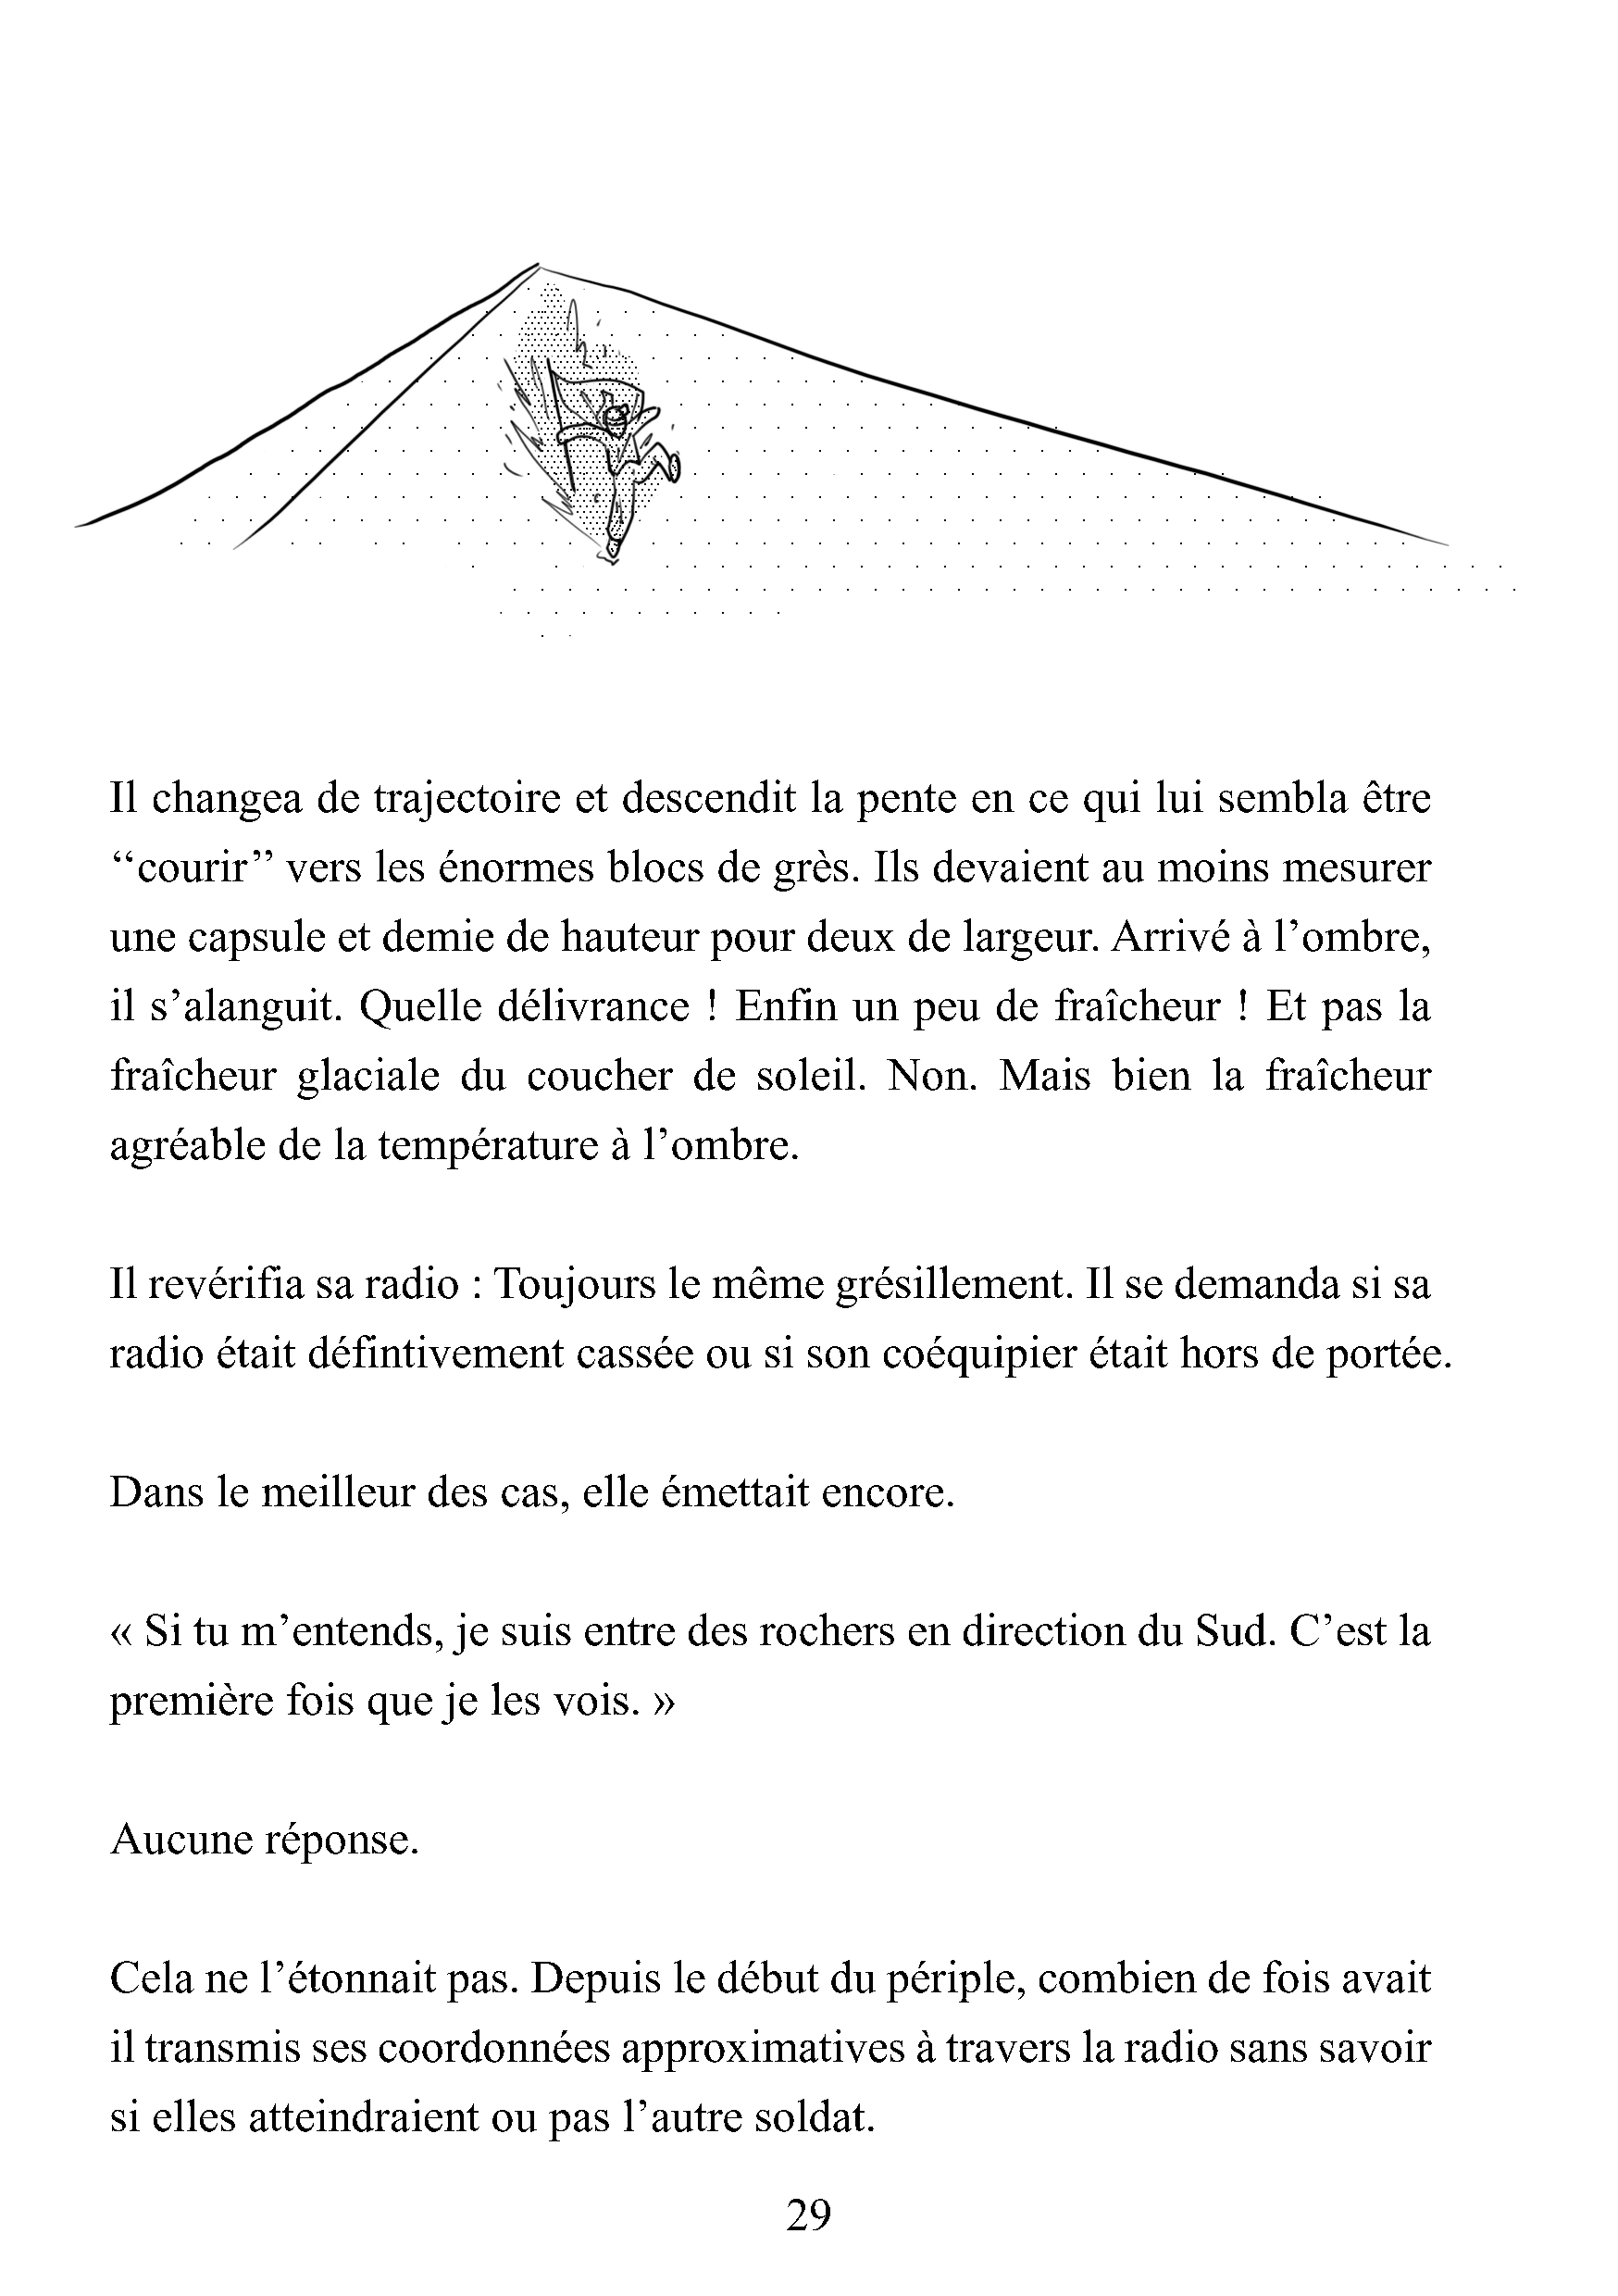 Il changea de trajectoire et descendit la pente en ce qui lui sembla être
‘‘courir’’ vers les énormes blocs de grès. Ils devaient au moins mesurer
une capsule et demie de hauteur pour deux de largeur. Arrivé à l’ombre,
il s’alanguit. Quelle délivrance ! Enfin un peu de fraîcheur ! Et pas la
fraîcheur glaciale du coucher de soleil. Non. Mais bien la fraîcheur
agréable de la température à l’ombre.
Il revérifia sa radio : Toujours le même grésillement. Il se demanda si sa
radio était défintivement cassée ou si son coéquipier était hors de portée.
Dans le meilleur des cas, elle émettait encore.
« Si tu m’entends, je suis entre des rochers en direction du Sud. C’est la
première fois que je les vois. »
Aucune réponse.
Cela ne l’étonnait pas. Depuis le début du périple, combien de fois avait
il transmis ses coordonnées approximatives à travers la radio sans savoir
si elles atteindraient ou pas l’autre soldat.
29